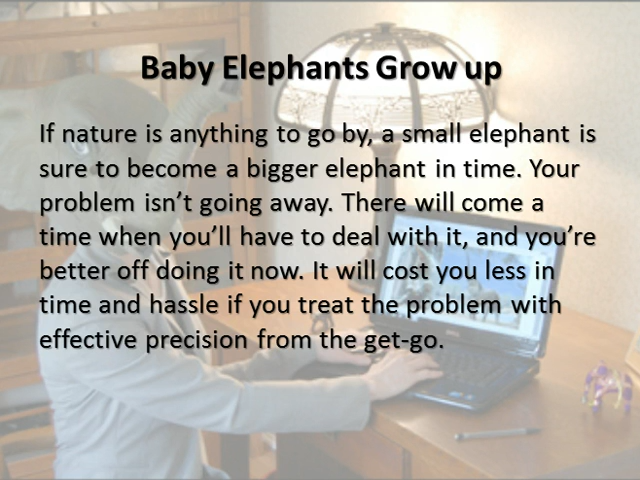 Baby Elephants Grow up
If nature is anything to go by, a small elephant is
sure to become a bigger elephant in time. Your
problem isn’t going away. There will come a
time when you’ll have to deal with it, and you’re
better off doing it now. It will cost you less in
time and hassle if you treat the problem with
effective precision from the get-go.